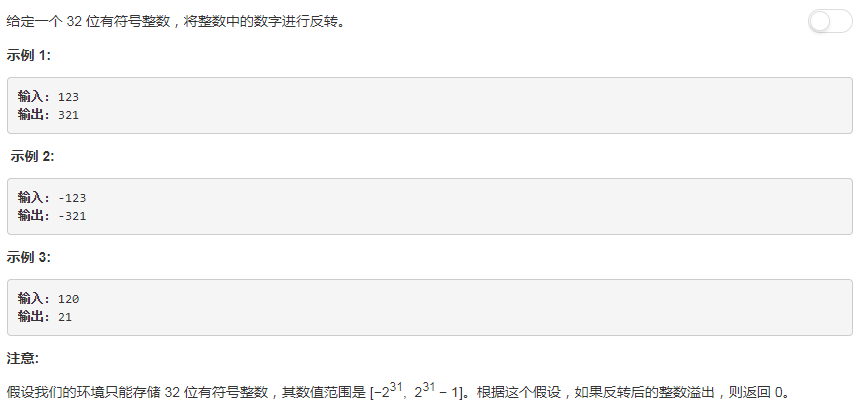 给定一个 32 位有符号整数，将整数中的数字进行反转。
示例 1:
输入: 123
输出: 321
示例 2:
输入: -123
输出: -321
示例 3:
输入: 120
输出: 21
注意:
假设我们的环境只能存储 32 位有符号整数，其数值范围是 [−2³¹, 2³¹ − 1]。根据这个假设，如果反转后的整数溢出，则返回 0。